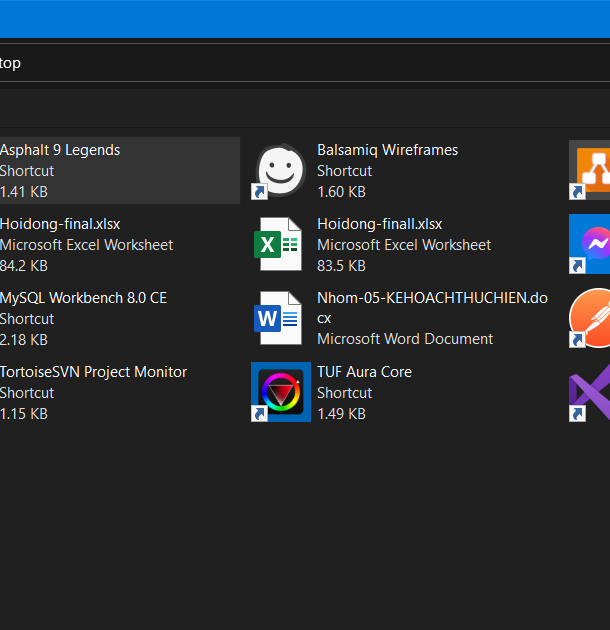 top
Asphalt 9 Legends
Shortcut
1.41 KB
Balsamiq Wireframes
Shortcut
1.60 KB
Hoidong-final.xlsx
Microsoft Excel Worksheet
84.2 KB
Hoidong-finall.xlsx
Microsoft Excel Worksheet
83.5 KB
MySQL Workbench 8.0 CE
Shortcut
2.18 KB
Nhom-05-KEHOACHTHUCHIEN.do
cx
Microsoft Word Document
TortoiseSVN Project Monitor
Shortcut
1.15 KB
TUF Aura Core
Shortcut
1.49 KB